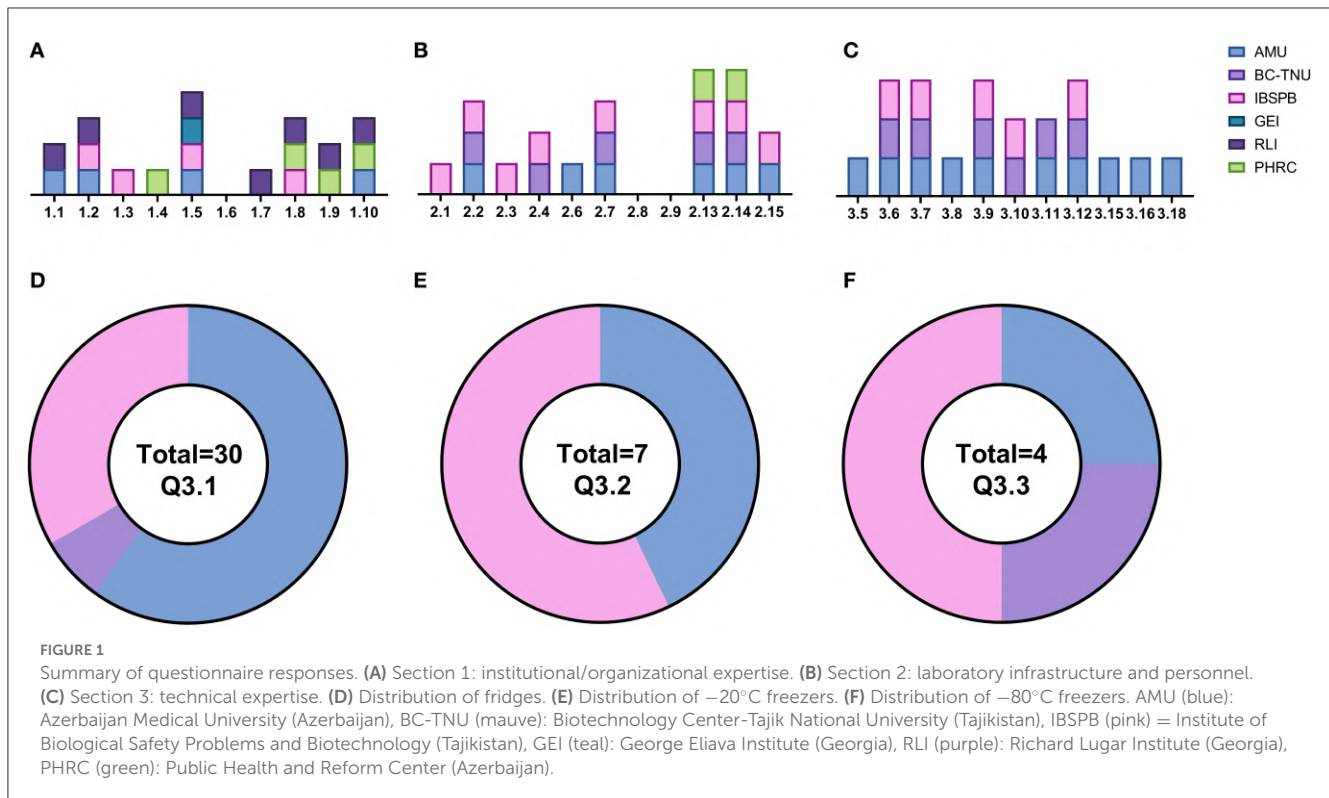 A
B
C
AMU
BC-TNU
IBSPB
GEI
RLI
PHRC
1.1 1.2 1.3 1.4 1.5 1.6 1.7 1.8 1.9 1.10
2.1 2.2 2.3 2.4 2.6 2.7 2.8 2.9 2.13 2.14 2.15
3.5 3.6 3.7 3.8 3.9 3.10 3.11 3.12 3.15 3.16 3.18
D
E
F
Total=30
Q3.1
Total=7
Q3.2
Total=4
Q3.3
FIGURE 1
Summary of questionnaire responses. (A) Section 1: institutional/organizational expertise. (B) Section 2: laboratory infrastructure and personnel.
(C) Section 3: technical expertise. (D) Distribution of fridges. (E) Distribution of −20°C freezers. (F) Distribution of −80°C freezers. AMU (blue):
Azerbaijan Medical University (Azerbaijan), BC-TNU (mauve): Biotechnology Center-Tajik National University (Tajikistan), IBSPB (pink) = Institute of
Biological Safety Problems and Biotechnology (Tajikistan), GEI (teal): George Eliava Institute (Georgia), RLI (purple): Richard Lugar Institute (Georgia),
PHRC (green): Public Health and Reform Center (Azerbaijan).